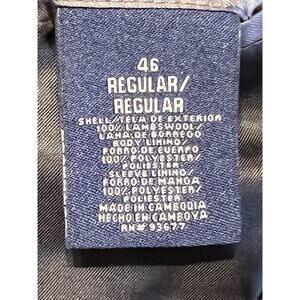 46
REGULAR/
REGULAR
SHELL/TELA DE EXTERIOR
100% LAMBSWOOL/
LANA DE BORREGO
BODY LINING/
FORRO DE CUERPO
100% POLYESTER/
POLIESTER
SLEEVE LINING/
FORRO DE MANGA
100% POLYESTER/
POLIESTER
MADE IN CAMBODIA
HECHO EN CAMBOYA
RN# 93677